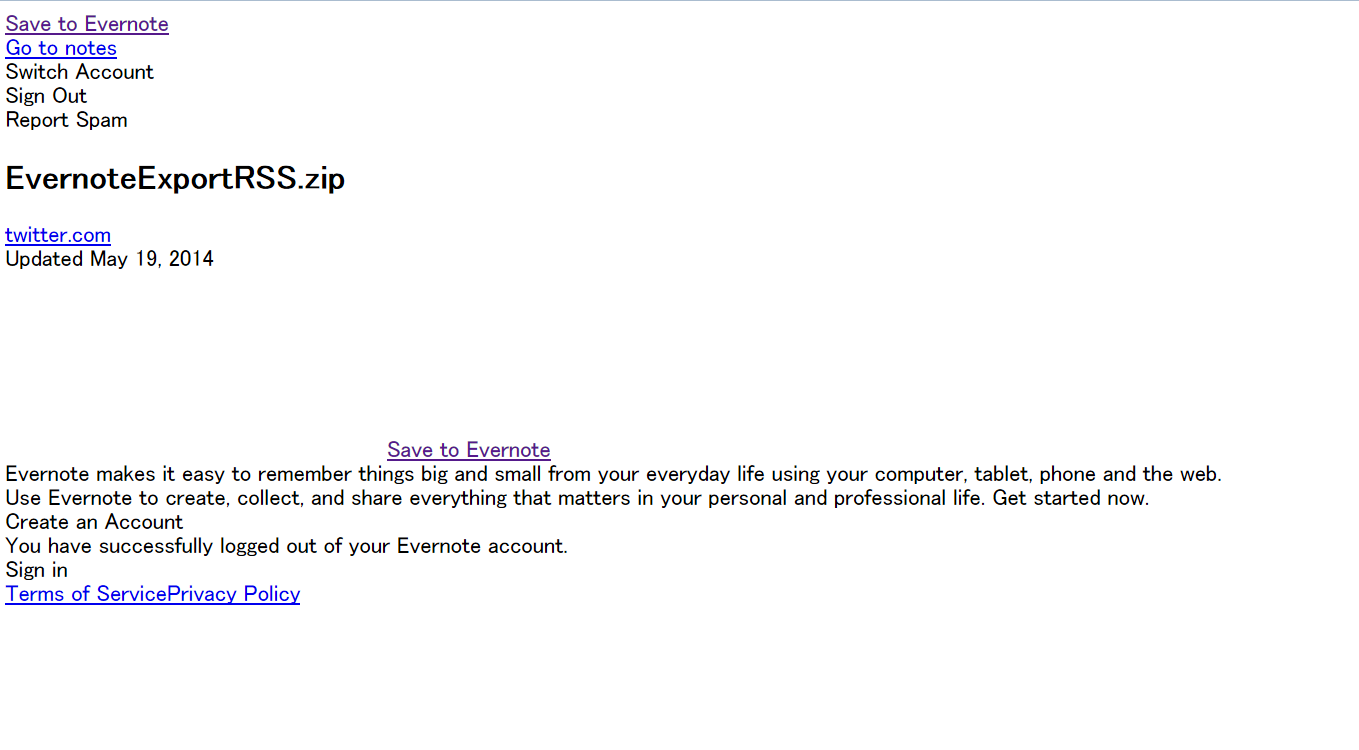 Save to Evernote
Go to notes
Switch Account
Sign Out
Report Spam
EvernoteExportRSS.zip
twitter.com
Updated May 19, 2014
Save to Evernote
Evernote makes it easy to remember things big and small from your everyday life using your computer, tablet, phone and the web.
Use Evernote to create, collect, and share everything that matters in your personal and professional life. Get started now.
Create an Account
You have successfully logged out of your Evernote account.
Sign in
Terms of ServicePrivacy Policy